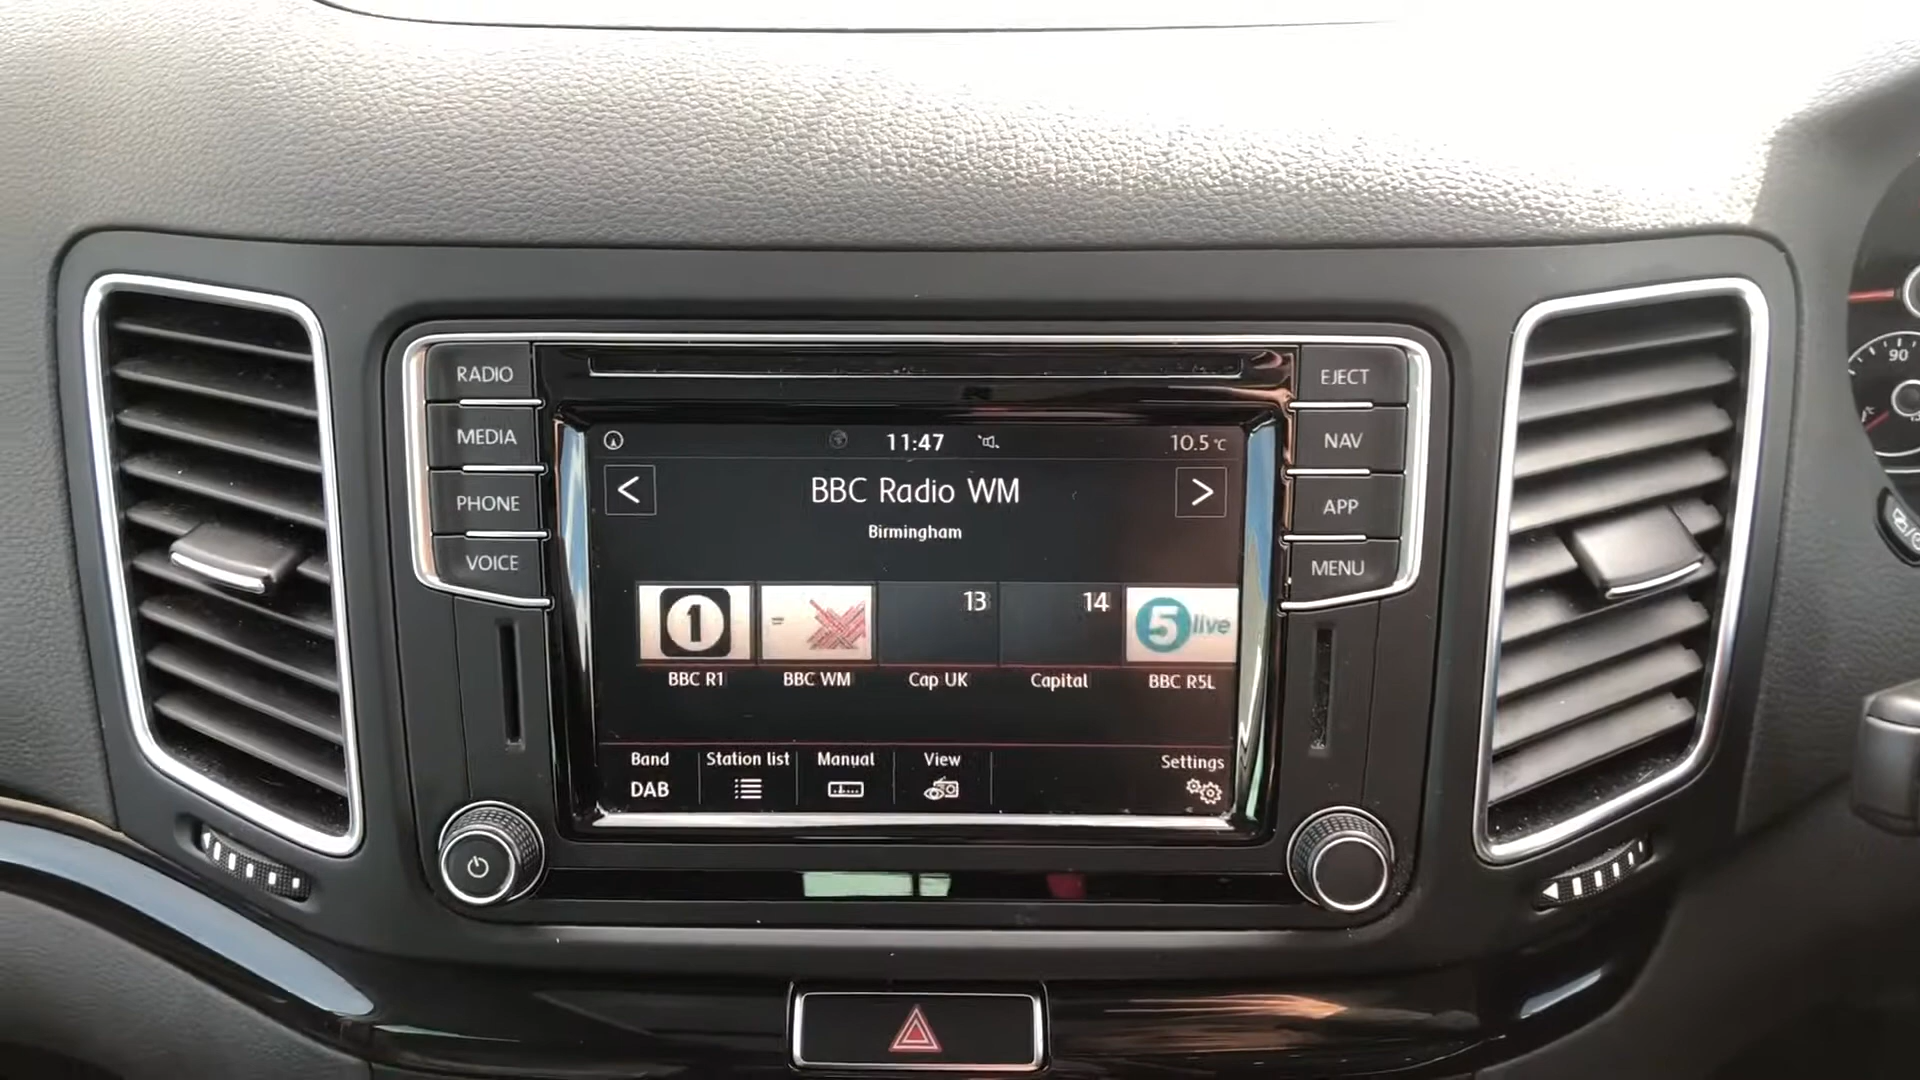 RADIO
MEDIA
PHONE
VOICE
EJECT
NAV
APP
MENU
11:47
10.5 °C
<
BBC Radio WM
>
Birmingham
1
13
14
5 live
BBC R1
BBC WM
Cap UK
Capital
BBC R5L
Band
DAB
Station list
Manual
View
Settings
90